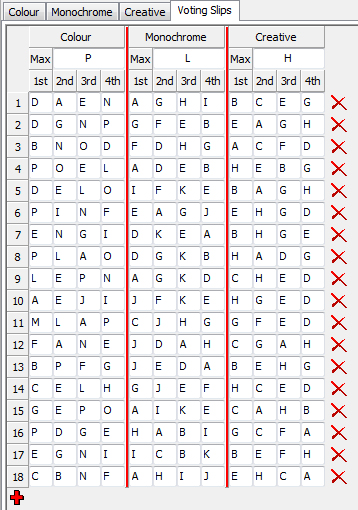 Colour Monochrome Creative Voting Slips
Colour Monochrome Creative
Max P Max L Max H
1st 2nd 3rd 4th 1st 2nd 3rd 4th 1st 2nd 3rd 4th
1 D A E N A G H I B C E G
2 D G N P G F E B E A G H
3 B N O D F D H G A C F D
4 P O E L A D E B H E B G
5 D E L O I F K E B A G H
6 P I N F E A G J E H G D
7 E N G I D K E A B H G E
8 P L A O D G K B H A D G
9 L E P N A G K D C H E D
10 A E J I J F K E H G E D
11 M L A P C J H G G F E D
12 F A N E J D A H C G A H
13 B P F G J E D A B E H G
14 C E L H G J E F H C E D
15 G E P O A I K E C A H B
16 P D G E H A B I E C F A
17 E G N I I C B K B E F H
18 C B N F A H I J E H C A